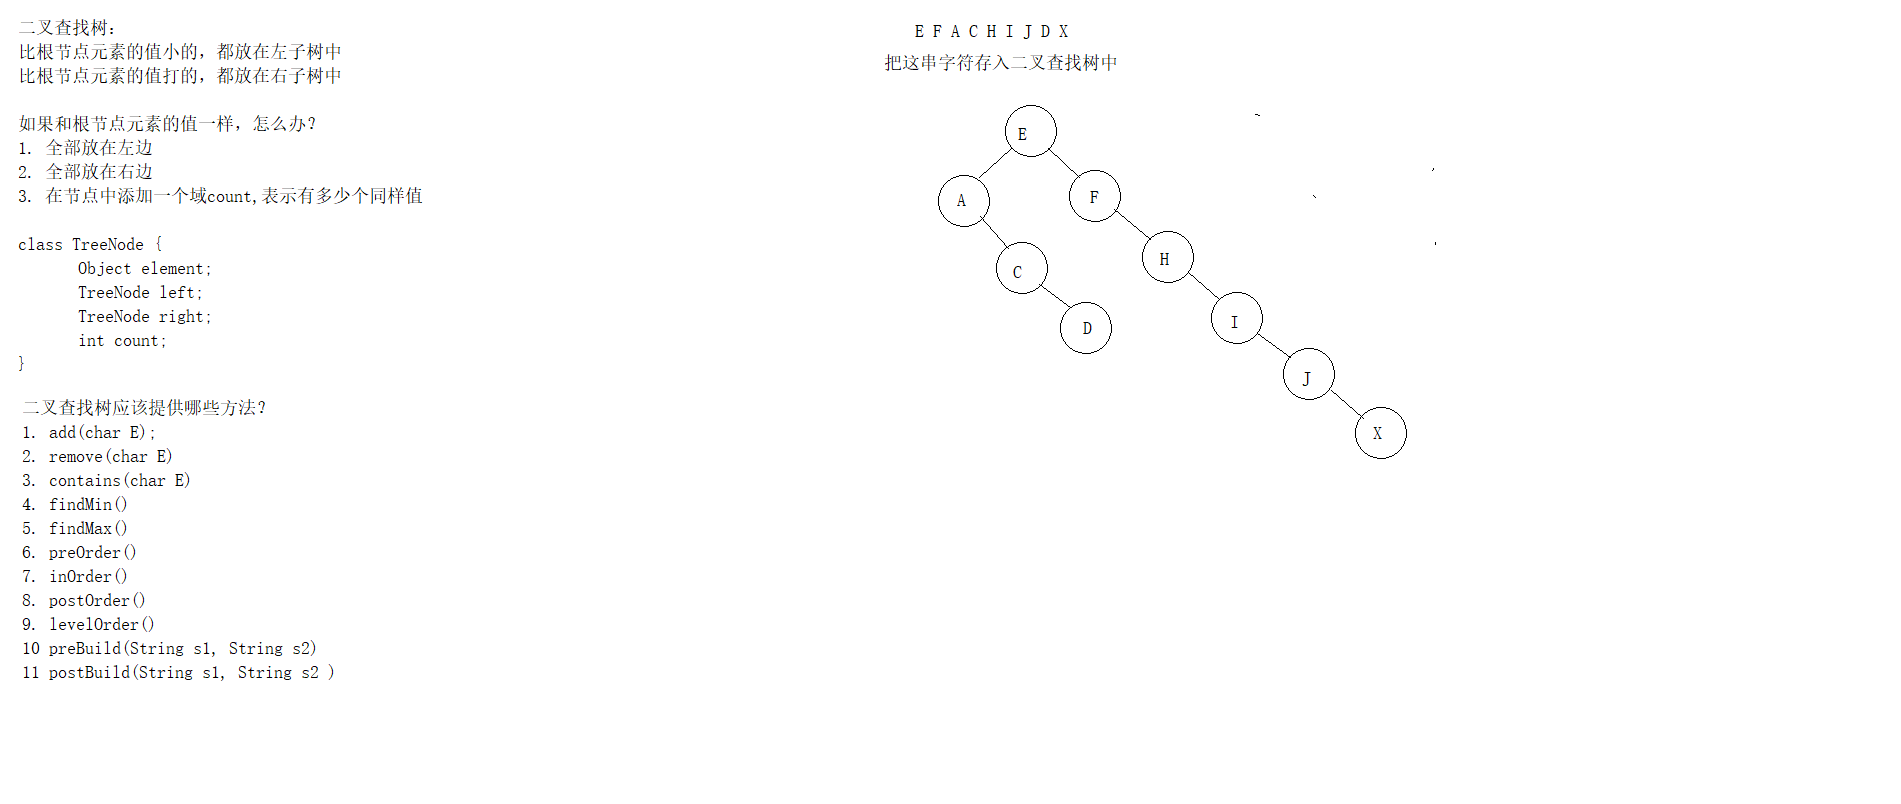 二叉查找树：
比根节点元素的值小的，都放在左子树中
比根节点元素的值打的，都放在右子树中
如果和根节点元素的值一样，怎么办？
1. 全部放在左边
2. 全部放在右边
3. 在节点中添加一个域count,表示有多少个同样值
class TreeNode {
Object element;
TreeNode left;
TreeNode right;
int count;
}
二叉查找树应该提供哪些方法？
1. add(char E);
2. remove(char E)
3. contains(char E)
4. findMin()
5. findMax()
6. preOrder()
7. inOrder()
8. postOrder()
9. levelOrder()
10 preBuild(String s1, String s2)
11 postBuild(String s1, String s2 )
E F A C H I J D X
把这串字符存入二叉查找树中
E
A
F
C
H
D
I
J
X